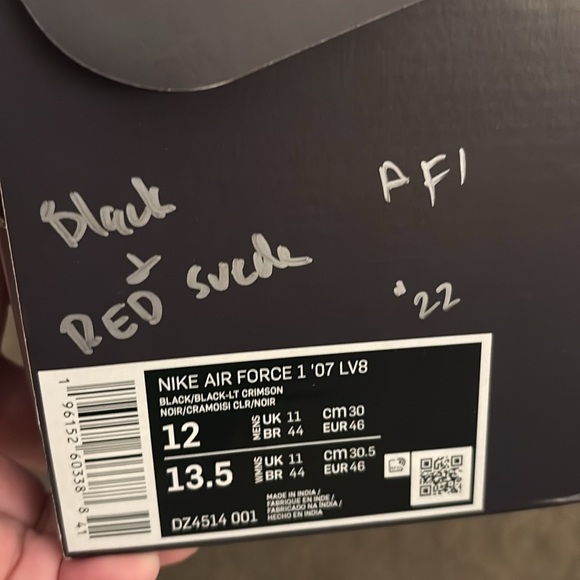 Black
&
RED suede
AF1
'22
NIKE AIR FORCE 1 '07 LV8
BLACK/BLACK-LT CRIMSON
NOIR/CRAMOISI CLR/NOIR
12 MENS UK 11 cm 30
BR 44 EUR 46
13.5 WMNS UK 11 cm 30.5
BR 44 EUR 46
DZ4514 001
MADE IN INDIA /
FABRIQUE EN INDE /
FABRICADO NA ÍNDIA /
HECHO EN INDIA
1 96152 60338 8 41